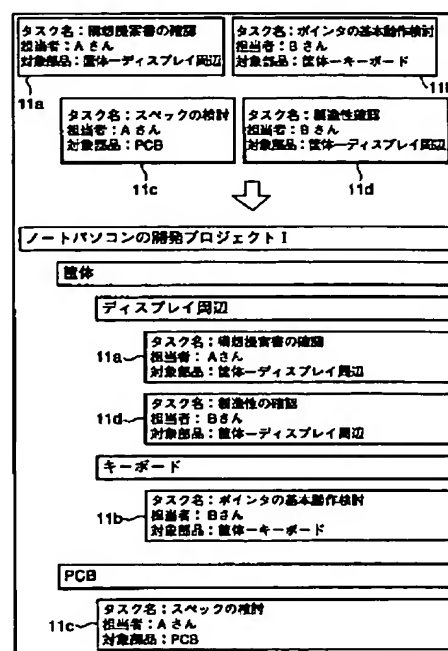 タスク名：構想提案書の確認
担当者：Aさん
対象部品：筐体ーディスプレイ周辺
11a
タスク名：ポインタの基本動作検討
担当者：Bさん
対象部品：筐体ーキーボード
11b
タスク名：スペックの検討
担当者：Aさん
対象部品：PCB
11c
タスク名：製造性確認
担当者：Bさん
対象部品：筐体ーディスプレイ周辺
11d
ノートパソコンの開発プロジェクトI
筐体
ディスプレイ周辺
11a
タスク名：構想提案書の確認
担当者：Aさん
対象部品：筐体ーディスプレイ周辺
11d
タスク名：製造性の確認
担当者：Bさん
対象部品：筐体ーディスプレイ周辺
キーボード
11b
タスク名：ポインタの基本動作検討
担当者：Bさん
対象部品：筐体ーキーボード
PCB
11c
タスク名：スペックの検討
担当者：Aさん
対象部品：PCB